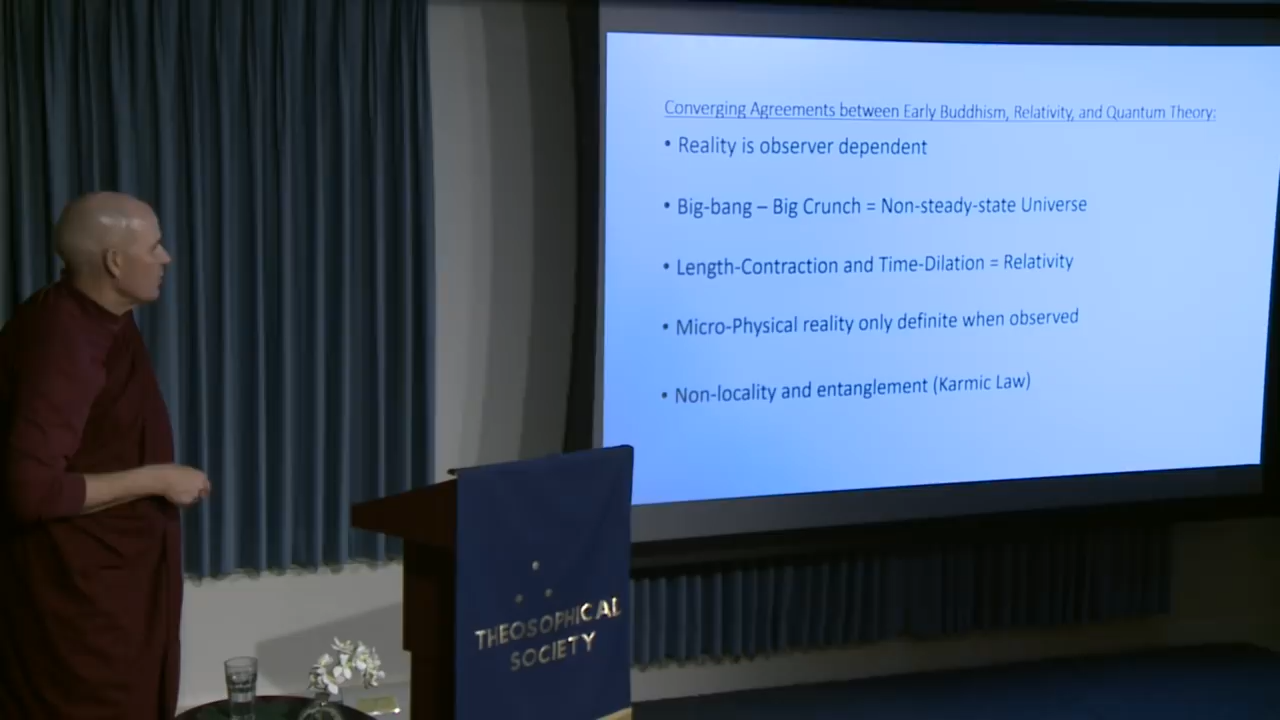 Converging Agreements between Early Buddhism, Relativity, and Quantum Theory:
• Reality is observer dependent
• Big-bang – Big Crunch = Non-steady-state Universe
• Length-Contraction and Time-Dilation = Relativity
• Micro-Physical reality only definite when observed
• Non-locality and entanglement (Karmic Law)
THEOSOPHICAL
SOCIETY